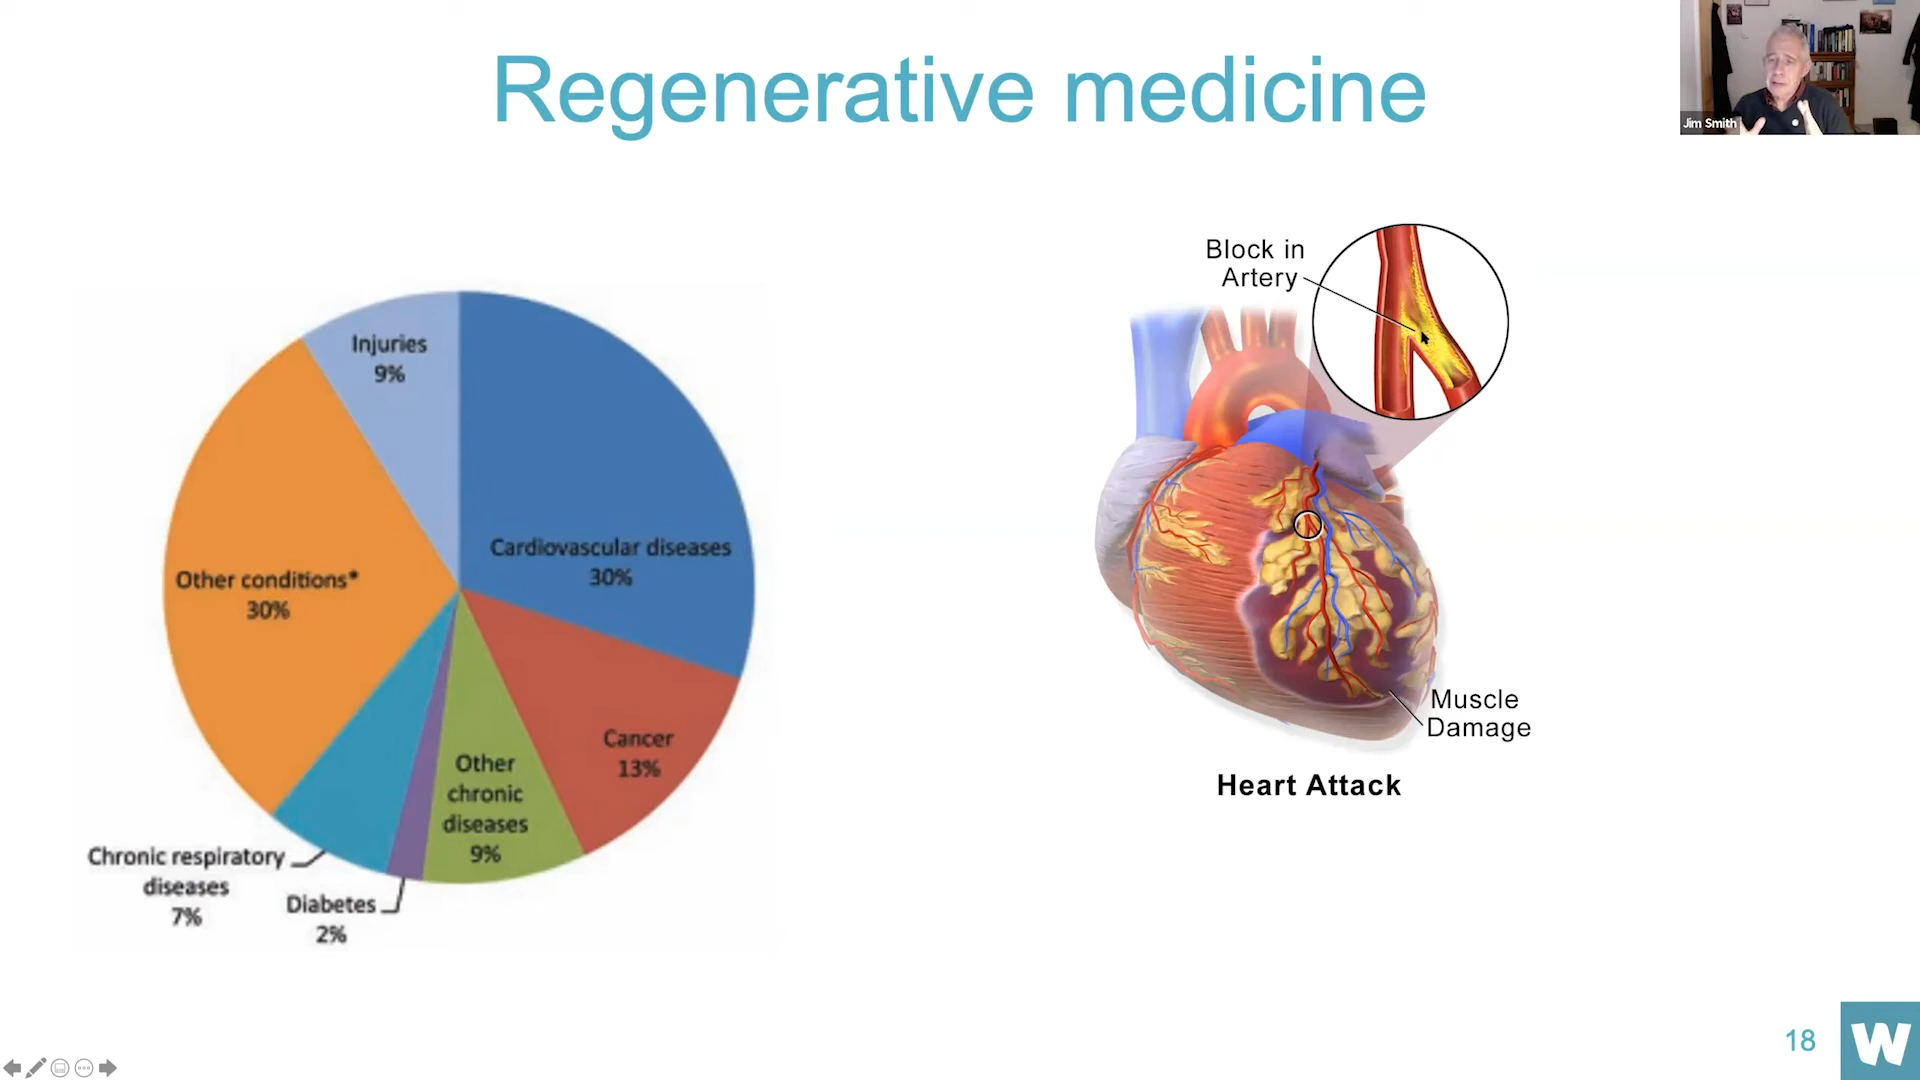 Regenerative medicine
Jim Smith
Injuries
9%
Cardiovascular diseases
30%
Other conditions*
30%
Cancer
13%
Other
chronic
diseases
9%
Chronic respiratory
diseases
7%
Diabetes
2%
Block in
Artery
Muscle
Damage
Heart Attack
18
W